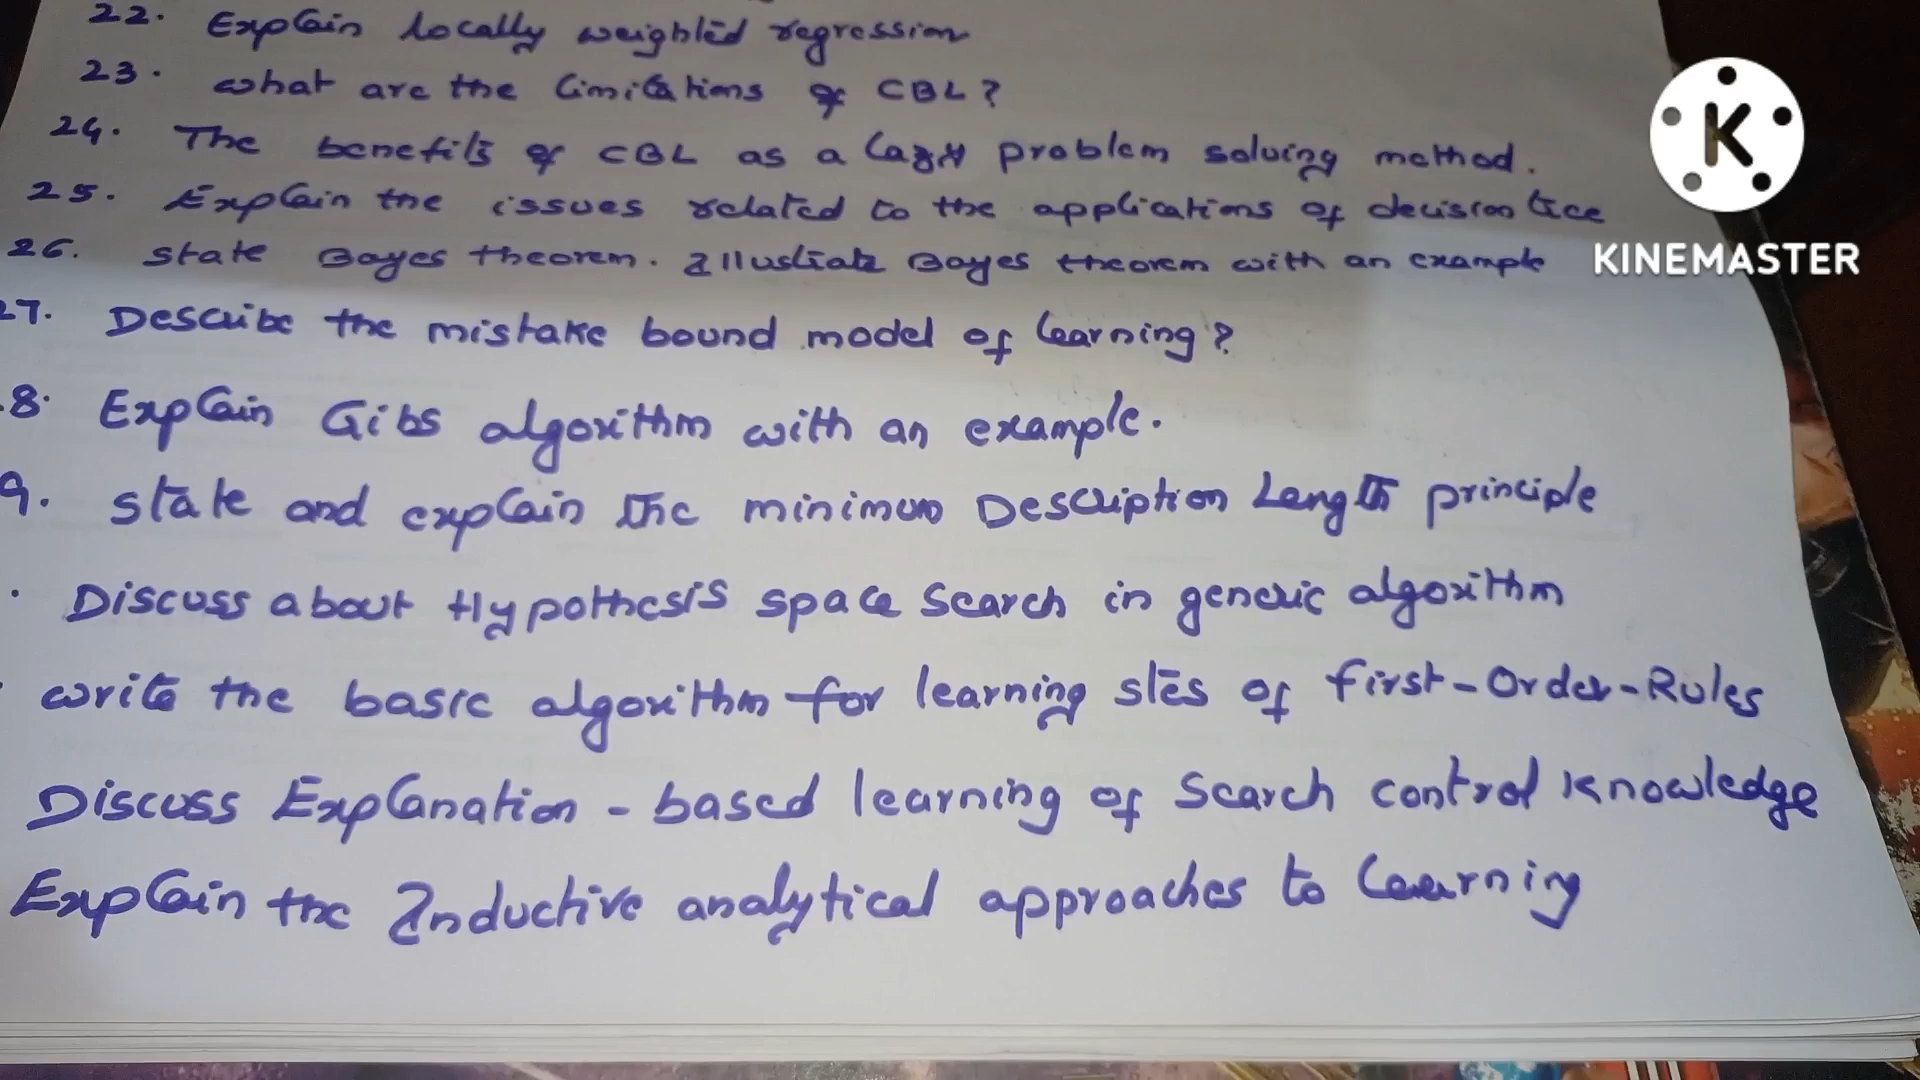 22. Explain locally weighted regression
23. what are the limitations of CBL?
24. The benefits of CBL as a lazy problem solving method.
25. Explain the issues related to the applications of decision tree
26. state Bayes theorem. Illustrate Bayes theorem with an example
27. Describe the mistake bound model of learning?
8. Explain Gibs algorithm with an example.
9. state and explain the minimum Description Length principle
. Discuss about Hypothesis space search in generic algorithm
write the basic algorithm for learning stes of first-Order-Rules
Discuss Explanation-based learning of search control knowledge
Explain the Inductive analytical approaches to learning
K
KINEMASTER